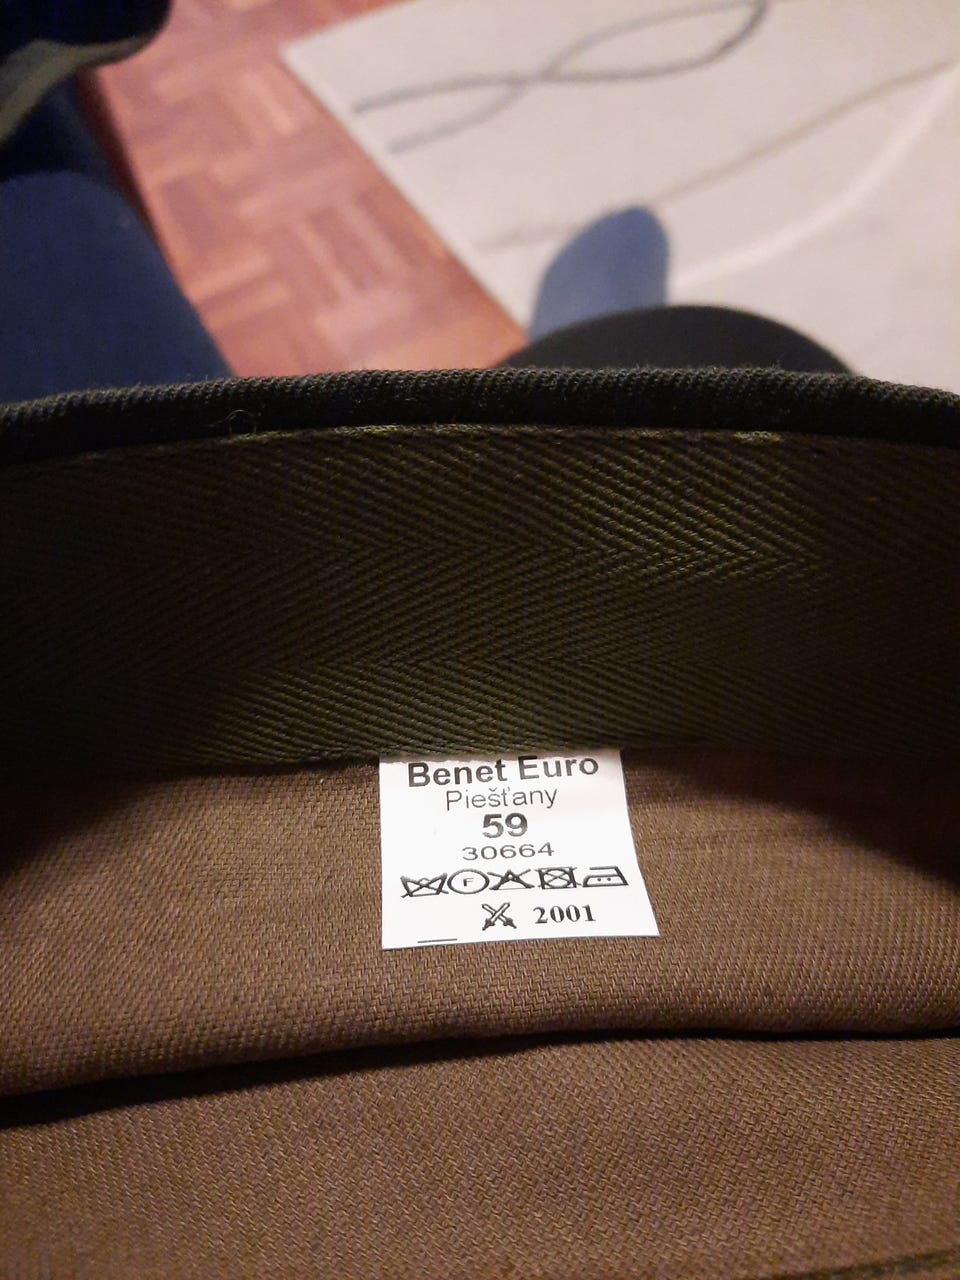 Benet Euro
Piešťany
59
30664
F
2001